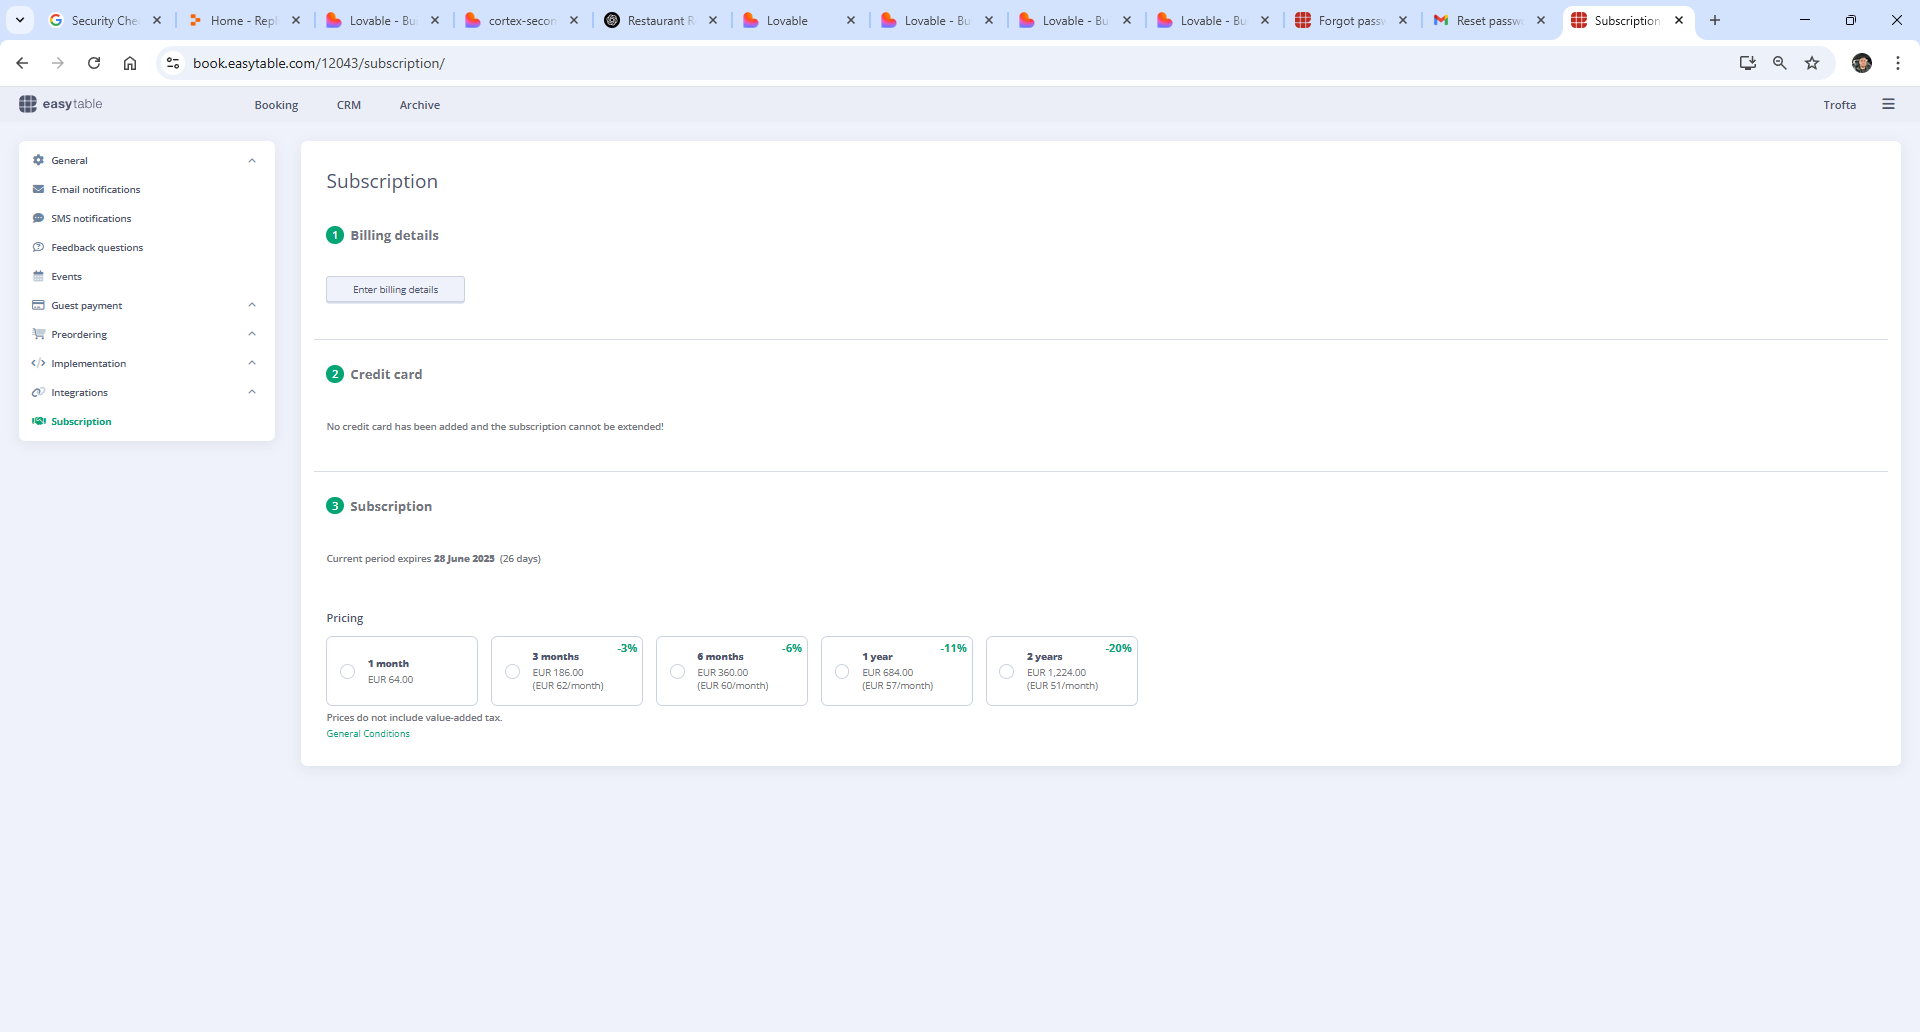 Security Che
Home - Repl
Lovable - Bu
cortex-secon
Restaurant R
Lovable
Lovable - Bu
Lovable - Bu
Lovable - Bu
Forgot passw
Reset passwo
Subscription
book.easytable.com/12043/subscription/
easytable
Booking
CRM
Archive
Trofta
General
E-mail notifications
SMS notifications
Feedback questions
Events
Guest payment
Preordering
Implementation
Integrations
Subscription
Subscription
1 Billing details
Enter billing details
2 Credit card
No credit card has been added and the subscription cannot be extended!
3 Subscription
Current period expires 28 June 2025 (26 days)
Pricing
1 month
EUR 64.00
-3%
3 months
EUR 186.00
(EUR 62/month)
-6%
6 months
EUR 360.00
(EUR 60/month)
-11%
1 year
EUR 684.00
(EUR 57/month)
-20%
2 years
EUR 1,224.00
(EUR 51/month)
Prices do not include value-added tax.
General Conditions